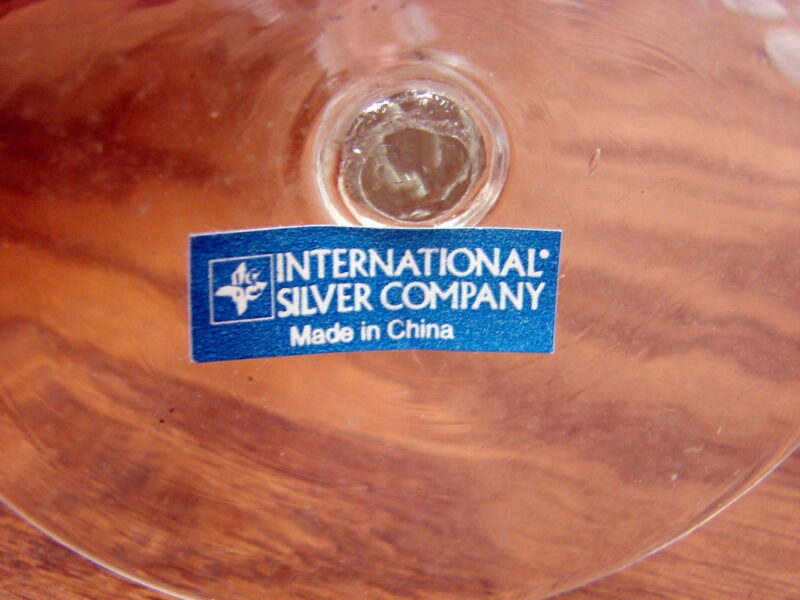 INTERNATIONAL®
SILVER COMPANY
Made in China